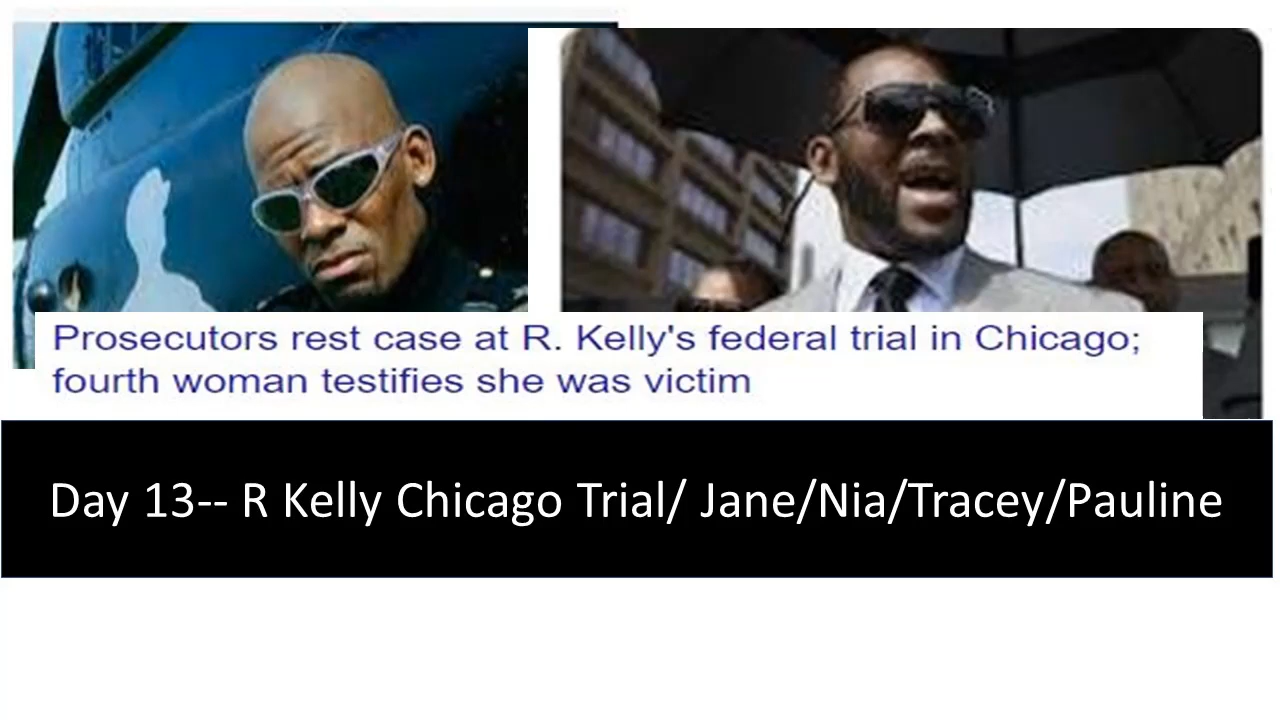 Prosecutors rest case at R. Kelly's federal trial in Chicago;
fourth woman testifies she was victim
Day 13-- R Kelly Chicago Trial/ Jane/Nia/Tracey/Pauline